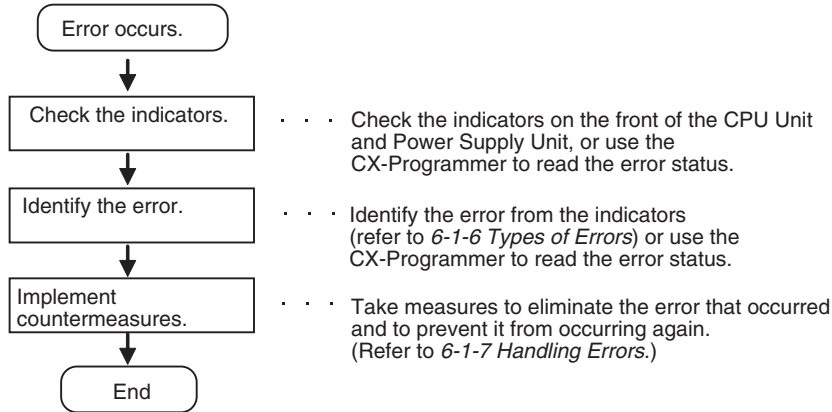 Error occurs.
Check the indicators.
. . . Check the indicators on the front of the CPU Unit
and Power Supply Unit, or use the
CX-Programmer to read the error status.
Identify the error.
. . . Identify the error from the indicators
(refer to 6-1-6 Types of Errors) or use the
CX-Programmer to read the error status.
Implement
countermeasures.
. . . Take measures to eliminate the error that occurred
and to prevent it from occurring again.
(Refer to 6-1-7 Handling Errors.)
End